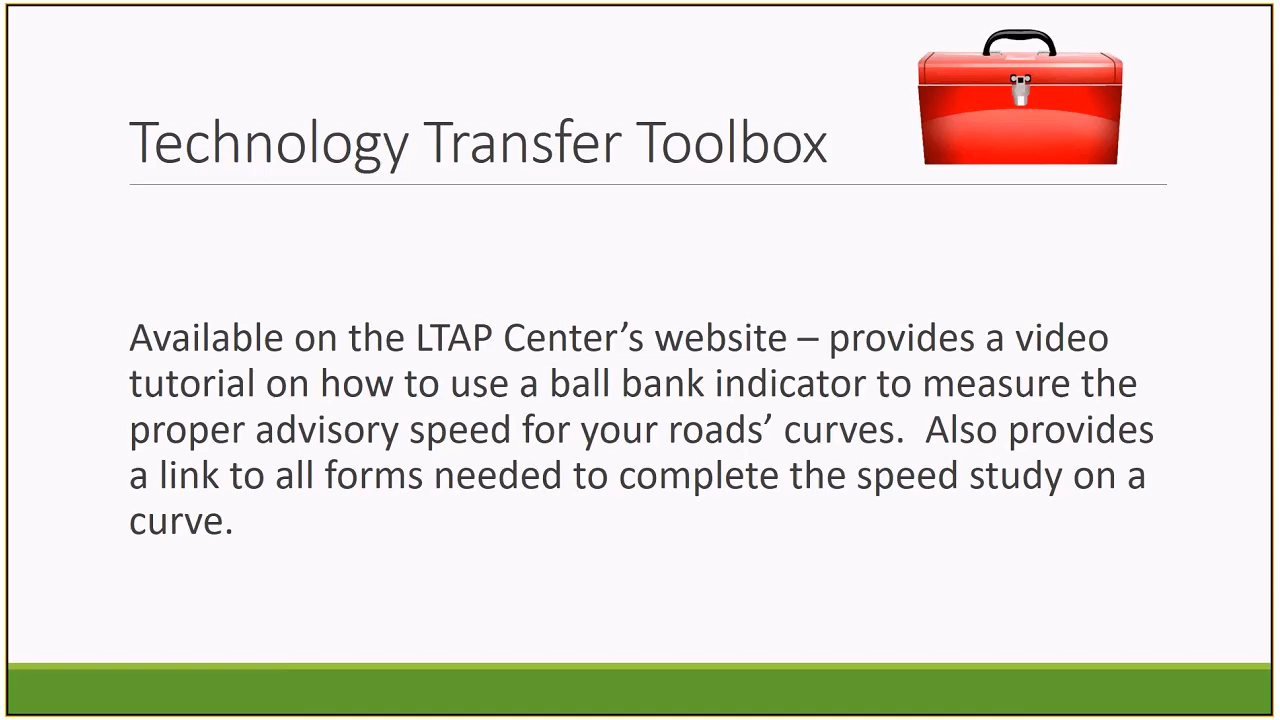 Technology Transfer Toolbox
Available on the LTAP Center’s website – provides a video
tutorial on how to use a ball bank indicator to measure the
proper advisory speed for your roads’ curves.  Also provides
a link to all forms needed to complete the speed study on a
curve.